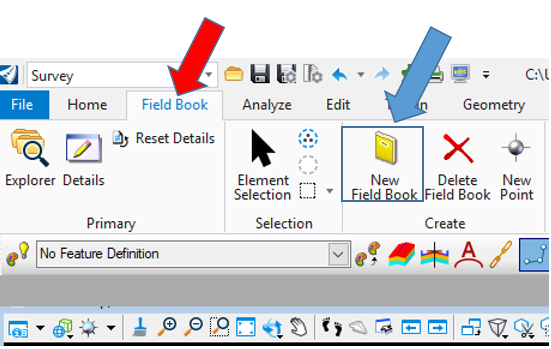 Survey
C:\U
File Home Field Book Analyze Edit Geometry
Explorer Details Reset Details Element Selection New Field Book Delete Field Book New Point
Primary Selection Create
No Feature Definition